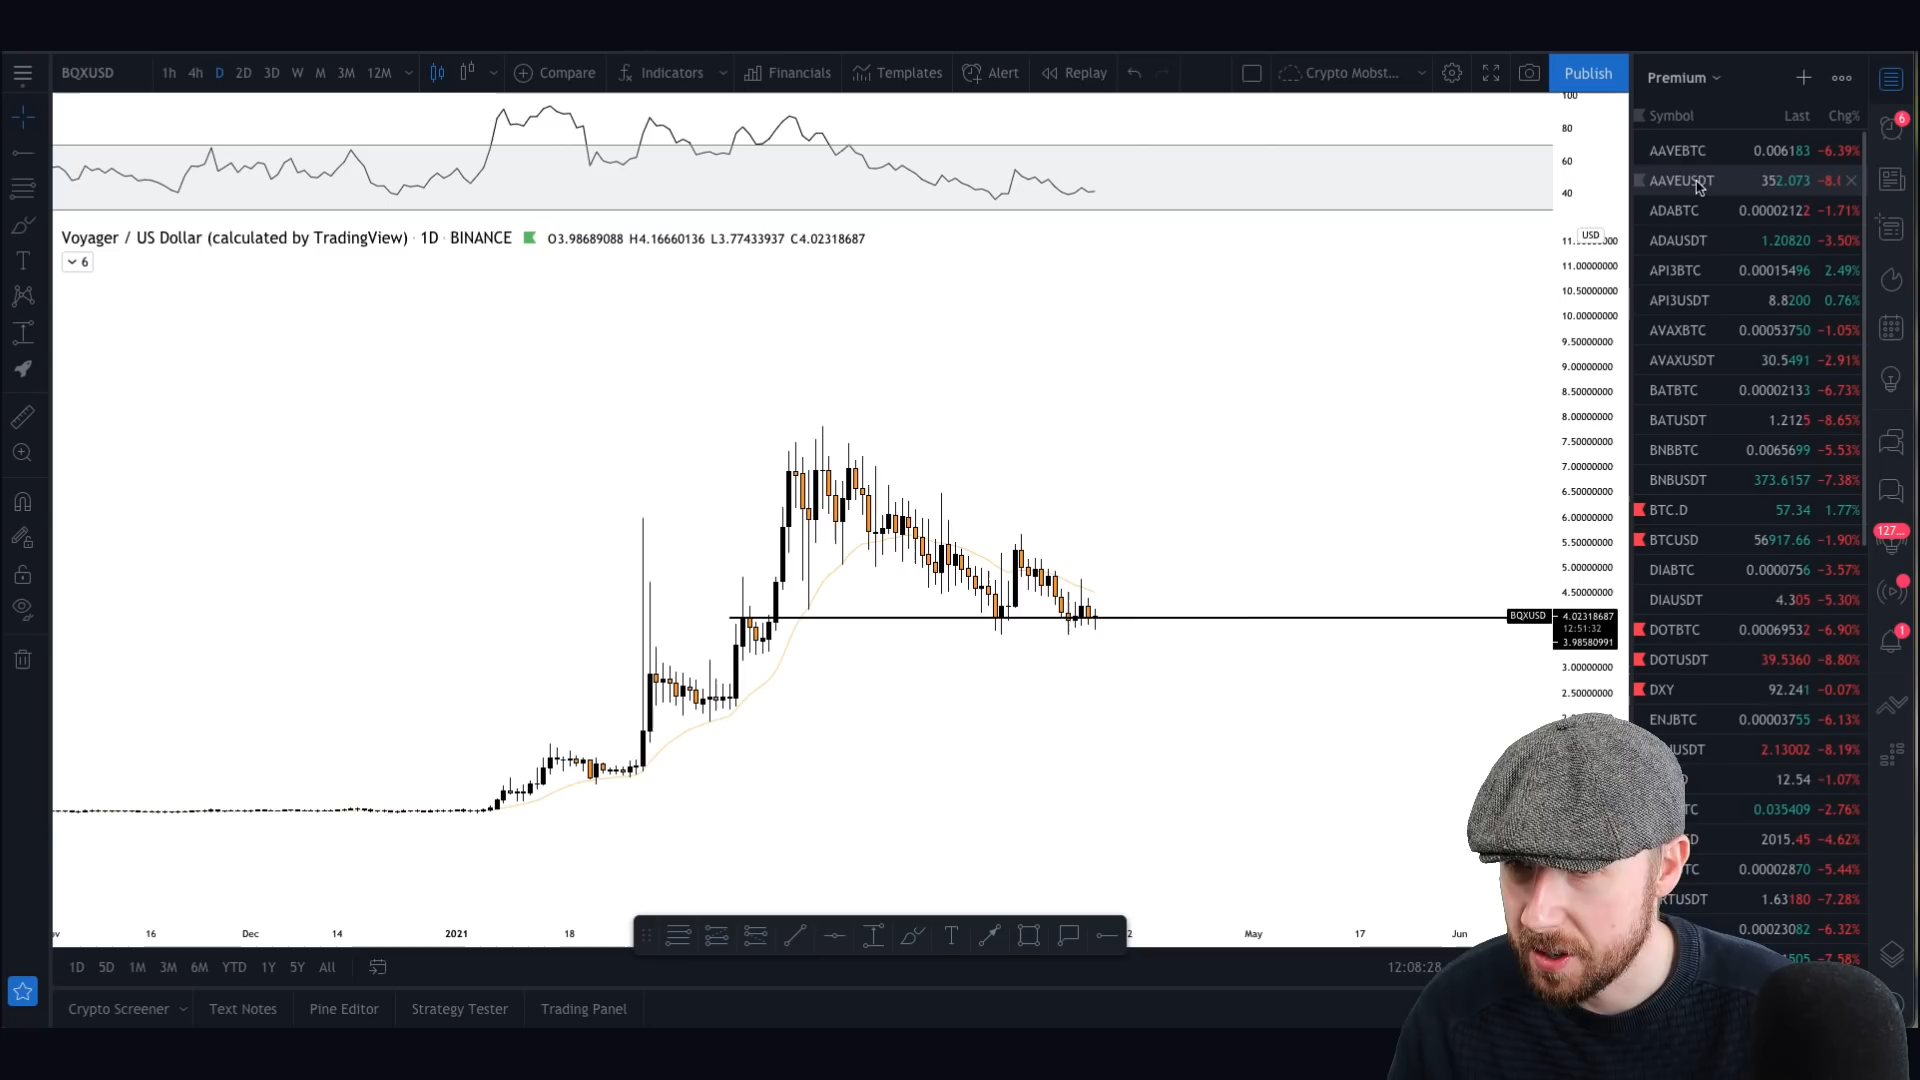 BQXUSD 1h 4h D 2D 3D W M 3M 12M Compare Indicators Financials Templates Alert Replay Crypto Mobst... Publish
Premium
Symbol Last Chg%
AAVEBTC 0.006183 −6.39%
AAVEUSDT 352.073
ADABTC 0.00002122 −1.71%
ADAUSDT 1.20820 −3.50%
API3BTC 0.00015496 2.49%
API3USDT 8.8200 0.76%
AVAXBTC 0.00053750 −1.05%
AVAXUSDT 30.5491 −2.91%
BATBTC 0.00002133 −6.73%
BATUSDT 1.2125 −8.65%
BNBBTC 0.0065699 −5.53%
BNBUSDT 373.6157 −7.38%
BTC.D 57.34 1.77%
BTCUSD 56917.66 −1.90%
DIABTC 0.0000756 −3.57%
DIAUSDT 4.305 −5.30%
DOTBTC 0.00069532 −6.90%
DOTUSDT 39.5360 −8.80%
DXY 92.241 −0.07%
ENJBTC 0.00003755 −6.13%
USDT 2.13002 −8.19%
12.54 −1.07%
TC 0.035409 −2.76%
D 2015.45 −4.62%
TC 0.00002870 −5.44%
RTUSDT 1.63180 −7.28%
0.00023082 −6.32%
1505 −7.58%
6
127...
1
100
80
60
40
Voyager / US Dollar (calculated by TradingView) · 1D · BINANCE O3.98689088 H4.16660136 L3.77433937 C4.02318687
6
USD
11.00000000
10.50000000
10.00000000
9.50000000
9.00000000
8.50000000
8.00000000
7.50000000
7.00000000
6.50000000
6.00000000
5.50000000
5.00000000
4.50000000
BQXUSD 4.02318687
12:51:32
3.98580991
3.00000000
2.50000000
16 Dec 14 2021 18 May 17 Jun
1D 5D 1M 3M 6M YTD 1Y 5Y All 12:08:28
Crypto Screener Text Notes Pine Editor Strategy Tester Trading Panel